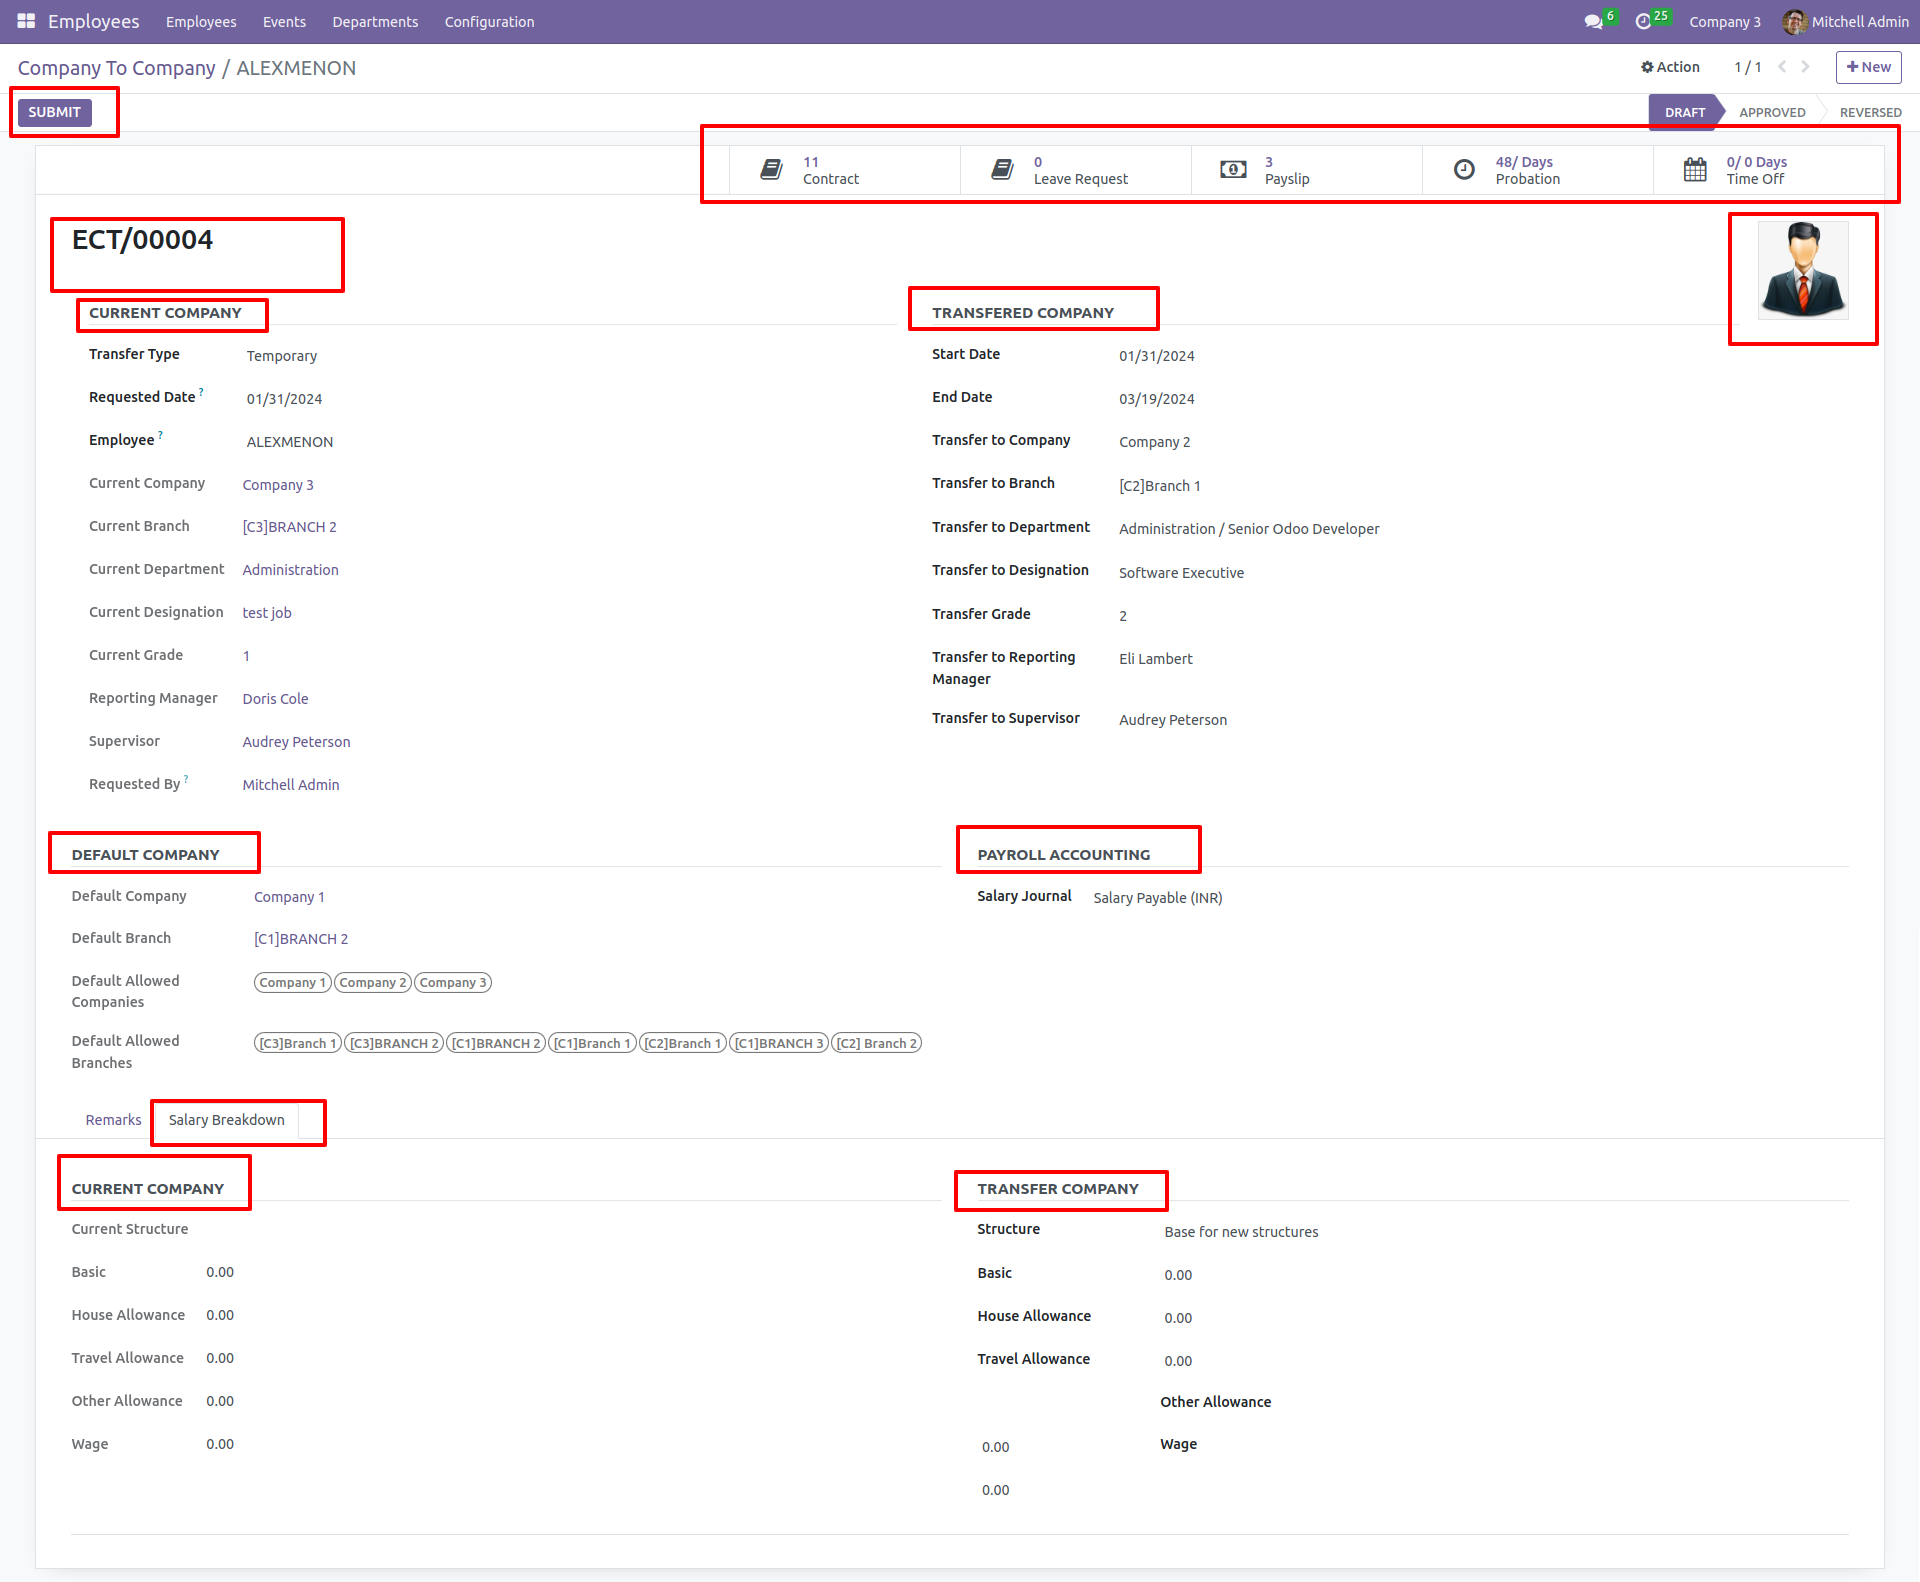 Employees Employees Events Departments Configuration 6 25 Company 3 Mitchell Admin
Company To Company / ALEXMENON Action 1 / 1 New
SUBMIT DRAFT APPROVED REVERSED
11 Contract
0 Leave Request
3 Payslip
48/ Days Probation
0/ 0 Days Time Off
ECT/00004
CURRENT COMPANY
Transfer Type Temporary
Requested Date ? 01/31/2024
Employee ? ALEXMENON
Current Company Company 3
Current Branch [C3]BRANCH 2
Current Department Administration
Current Designation test job
Current Grade 1
Reporting Manager Doris Cole
Supervisor Audrey Peterson
Requested By ? Mitchell Admin
TRANSFERED COMPANY
Start Date 01/31/2024
End Date 03/19/2024
Transfer to Company Company 2
Transfer to Branch [C2]Branch 1
Transfer to Department Administration / Senior Odoo Developer
Transfer to Designation Software Executive
Transfer Grade 2
Transfer to Reporting Eli Lambert
Manager
Transfer to Supervisor Audrey Peterson
DEFAULT COMPANY
Default Company Company 1
Default Branch [C1]BRANCH 2
Default Allowed Company 1 Company 2 Company 3
Companies
Default Allowed [C3]Branch 1 [C3]BRANCH 2 [C1]BRANCH 2 [C1]Branch 1 [C2]Branch 1 [C1]BRANCH 3 [C2] Branch 2
Branches
PAYROLL ACCOUNTING
Salary Journal Salary Payable (INR)
Remarks Salary Breakdown
CURRENT COMPANY
Current Structure
Basic 0.00
House Allowance 0.00
Travel Allowance 0.00
Other Allowance 0.00
Wage 0.00
TRANSFER COMPANY
Structure Base for new structures
Basic 0.00
House Allowance 0.00
Travel Allowance 0.00
Other Allowance
0.00 Wage
0.00